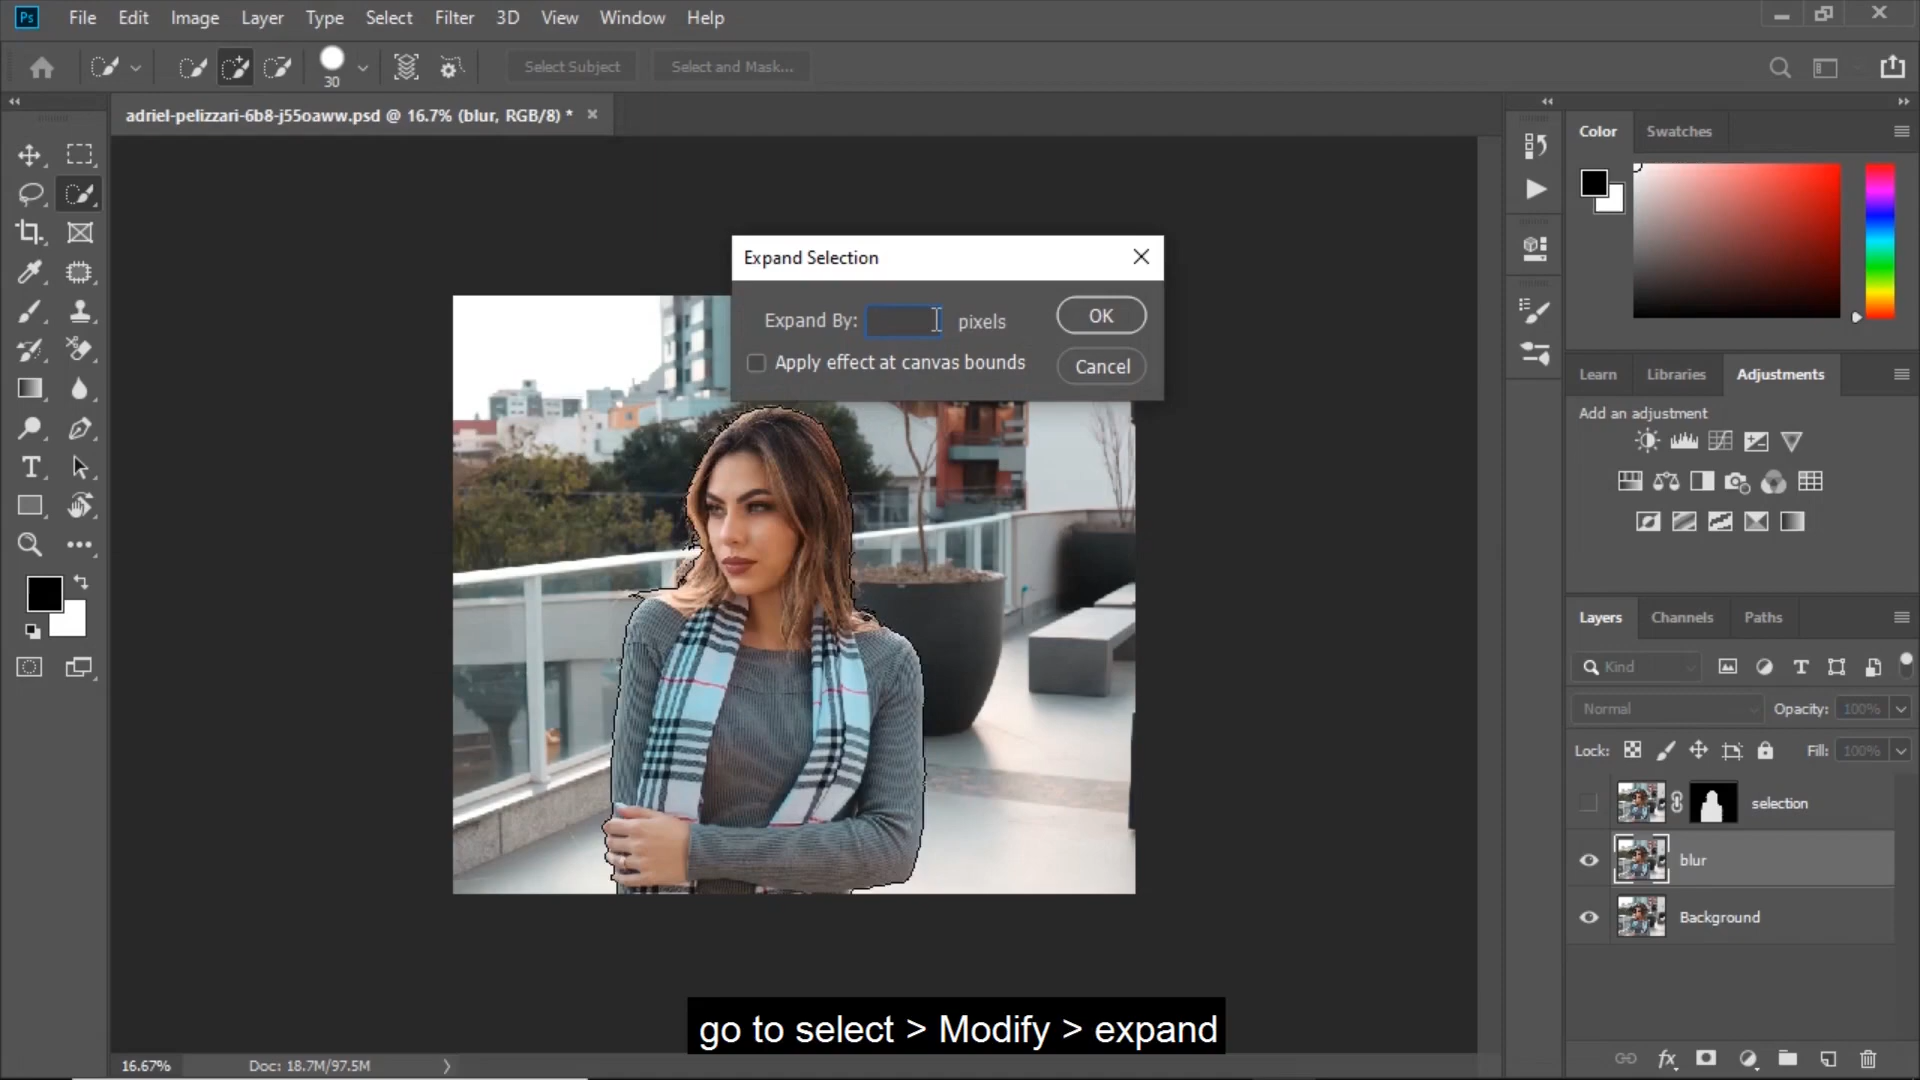 Ps File Edit Image Layer Type Select Filter 3D View Window Help
30
Select Subject
Select and Mask...
adriel-pelizzari-6b8-j55oaww.psd @ 16.7% (blur, RGB/8) *
Expand Selection
Expand By: pixels
OK
Apply effect at canvas bounds
Cancel
Color Swatches
Learn Libraries Adjustments
Add an adjustment
Layers Channels Paths
Kind
Normal Opacity: 100%
Lock: Fill: 100%
selection
blur
Background
go to select > Modify > expand
16.67% Doc: 18.7M/97.5M
fx